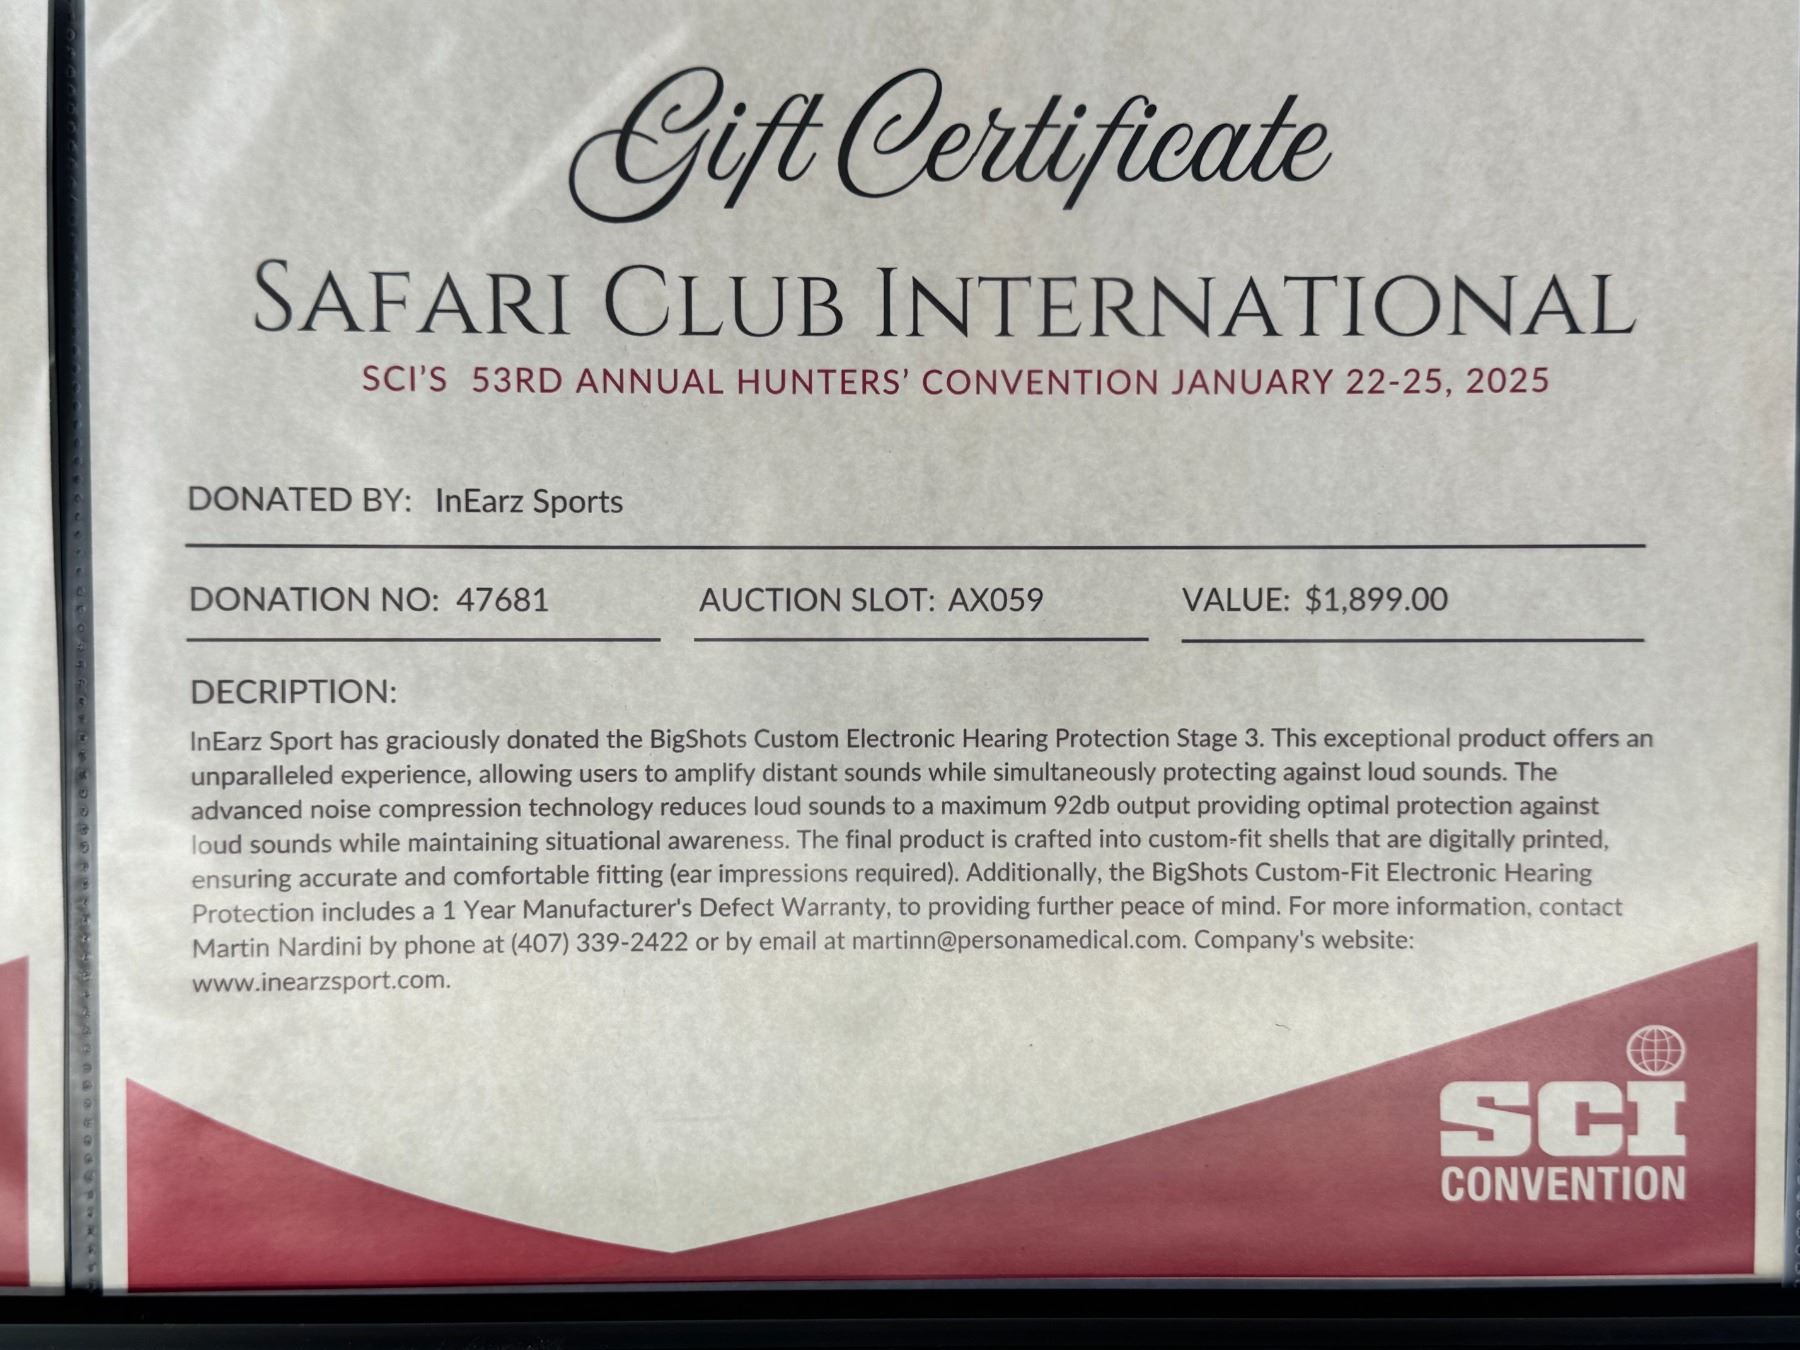 Gift Certificate
SAFARI CLUB INTERNATIONAL
SCI'S 53RD ANNUAL HUNTERS' CONVENTION JANUARY 22-25, 2025
DONATED BY: InEarz Sports
DONATION NO: 47681 AUCTION SLOT: AX059 VALUE: $1,899.00
DECRIPTION:
InEarz Sport has graciously donated the BigShots Custom Electronic Hearing Protection Stage 3. This exceptional product offers an
unparalleled experience, allowing users to amplify distant sounds while simultaneously protecting against loud sounds. The
advanced noise compression technology reduces loud sounds to a maximum 92db output providing optimal protection against
loud sounds while maintaining situational awareness. The final product is crafted into custom-fit shells that are digitally printed,
ensuring accurate and comfortable fitting (ear impressions required). Additionally, the BigShots Custom-Fit Electronic Hearing
Protection includes a 1 Year Manufacturer's Defect Warranty, to providing further peace of mind. For more information, contact
Martin Nardini by phone at (407) 339-2422 or by email at martinn@personamedical.com. Company's website:
www.inearzsport.com.
SCI
CONVENTION